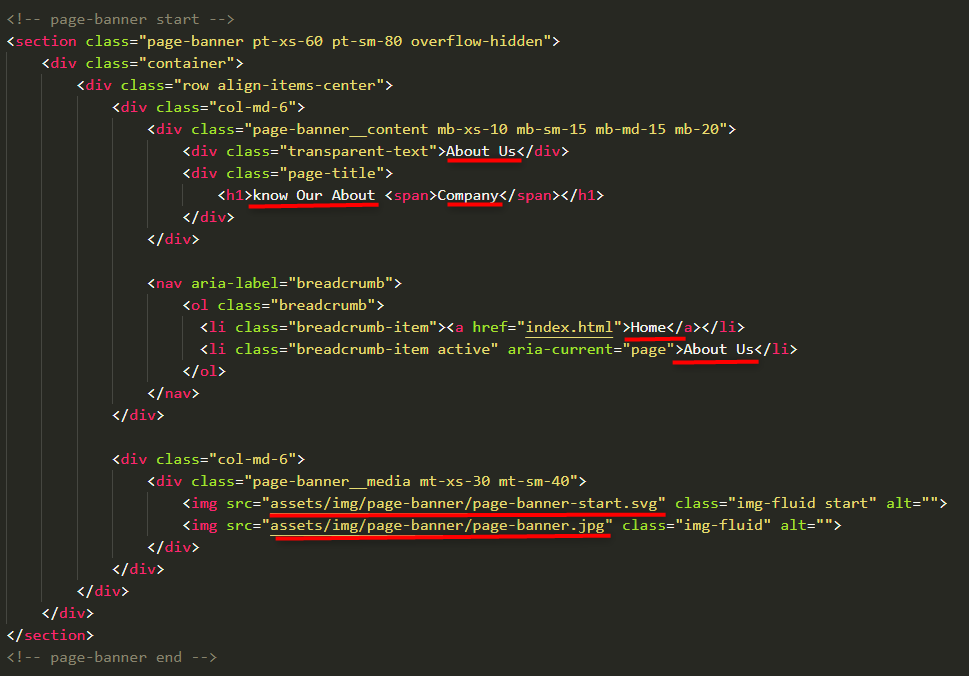 <!-- page-banner start -->
<section class="page-banner pt-xs-60 pt-sm-80 overflow-hidden">
<div class="container">
<div class="row align-items-center">
<div class="col-md-6">
<div class="page-banner__content mb-xs-10 mb-sm-15 mb-md-15 mb-20">
<div class="transparent-text">About Us</div>
<div class="page-title">
<h1>know Our About <span>Company</span></h1>
</div>
</div>
<nav aria-label="breadcrumb">
<ol class="breadcrumb">
<li class="breadcrumb-item"><a href="index.html">Home</a></li>
<li class="breadcrumb-item active" aria-current="page">About Us</li>
</ol>
</nav>
</div>
<div class="col-md-6">
<div class="page-banner__media mt-xs-30 mt-sm-40">
<img src="assets/img/page-banner/page-banner-start.svg" class="img-fluid start" alt="">
<img src="assets/img/page-banner/page-banner.jpg" class="img-fluid" alt="">
</div>
</div>
</div>
</div>
</section>
<!-- page-banner end -->